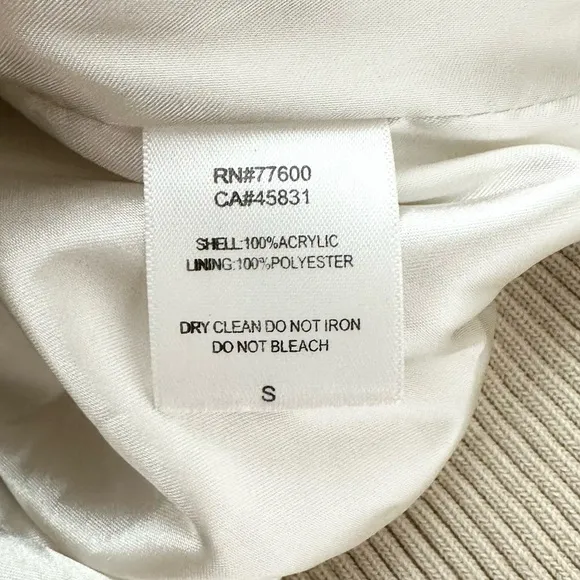 RN#77600
CA#45831
SHELL:100%ACRYLIC
LINING:100%POLYESTER
DRY CLEAN DO NOT IRON
DO NOT BLEACH
S